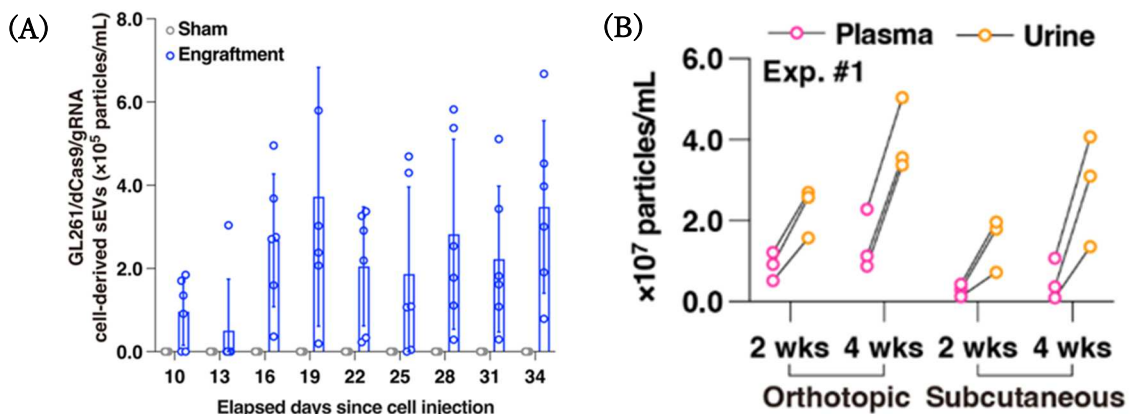 (A)
GL261/dCas9/gRNA
cell-derived sEVs (×10⁵ particles/mL)
8.0
6.0
4.0
2.0
0.0
Sham
Engraftment
10 13 16 19 22 25 28 31 34
Elapsed days since cell injection
(B)
Plasma Urine
Exp. #1
×10⁷ particles/mL
6.0
4.0
2.0
0.0
2 wks 4 wks 2 wks 4 wks
Orthotopic Subcutaneous